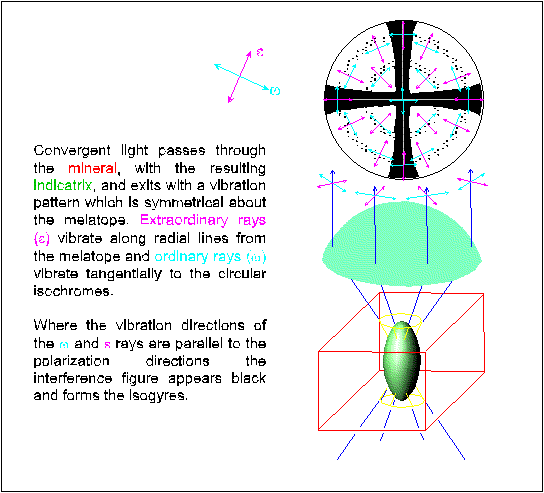 ε
ω
Convergent light passes through
the mineral, with the resulting
indicatrix, and exits with a vibration
pattern which is symmetrical about
the melatope. Extraordinary rays
(ε) vibrate along radial lines from
the melatope and ordinary rays (ω)
vibrate tangentially to the circular
isochromes.
Where the vibration directions of
the ω and ε rays are parallel to the
polarization directions the
interference figure appears black
and forms the isogyres.